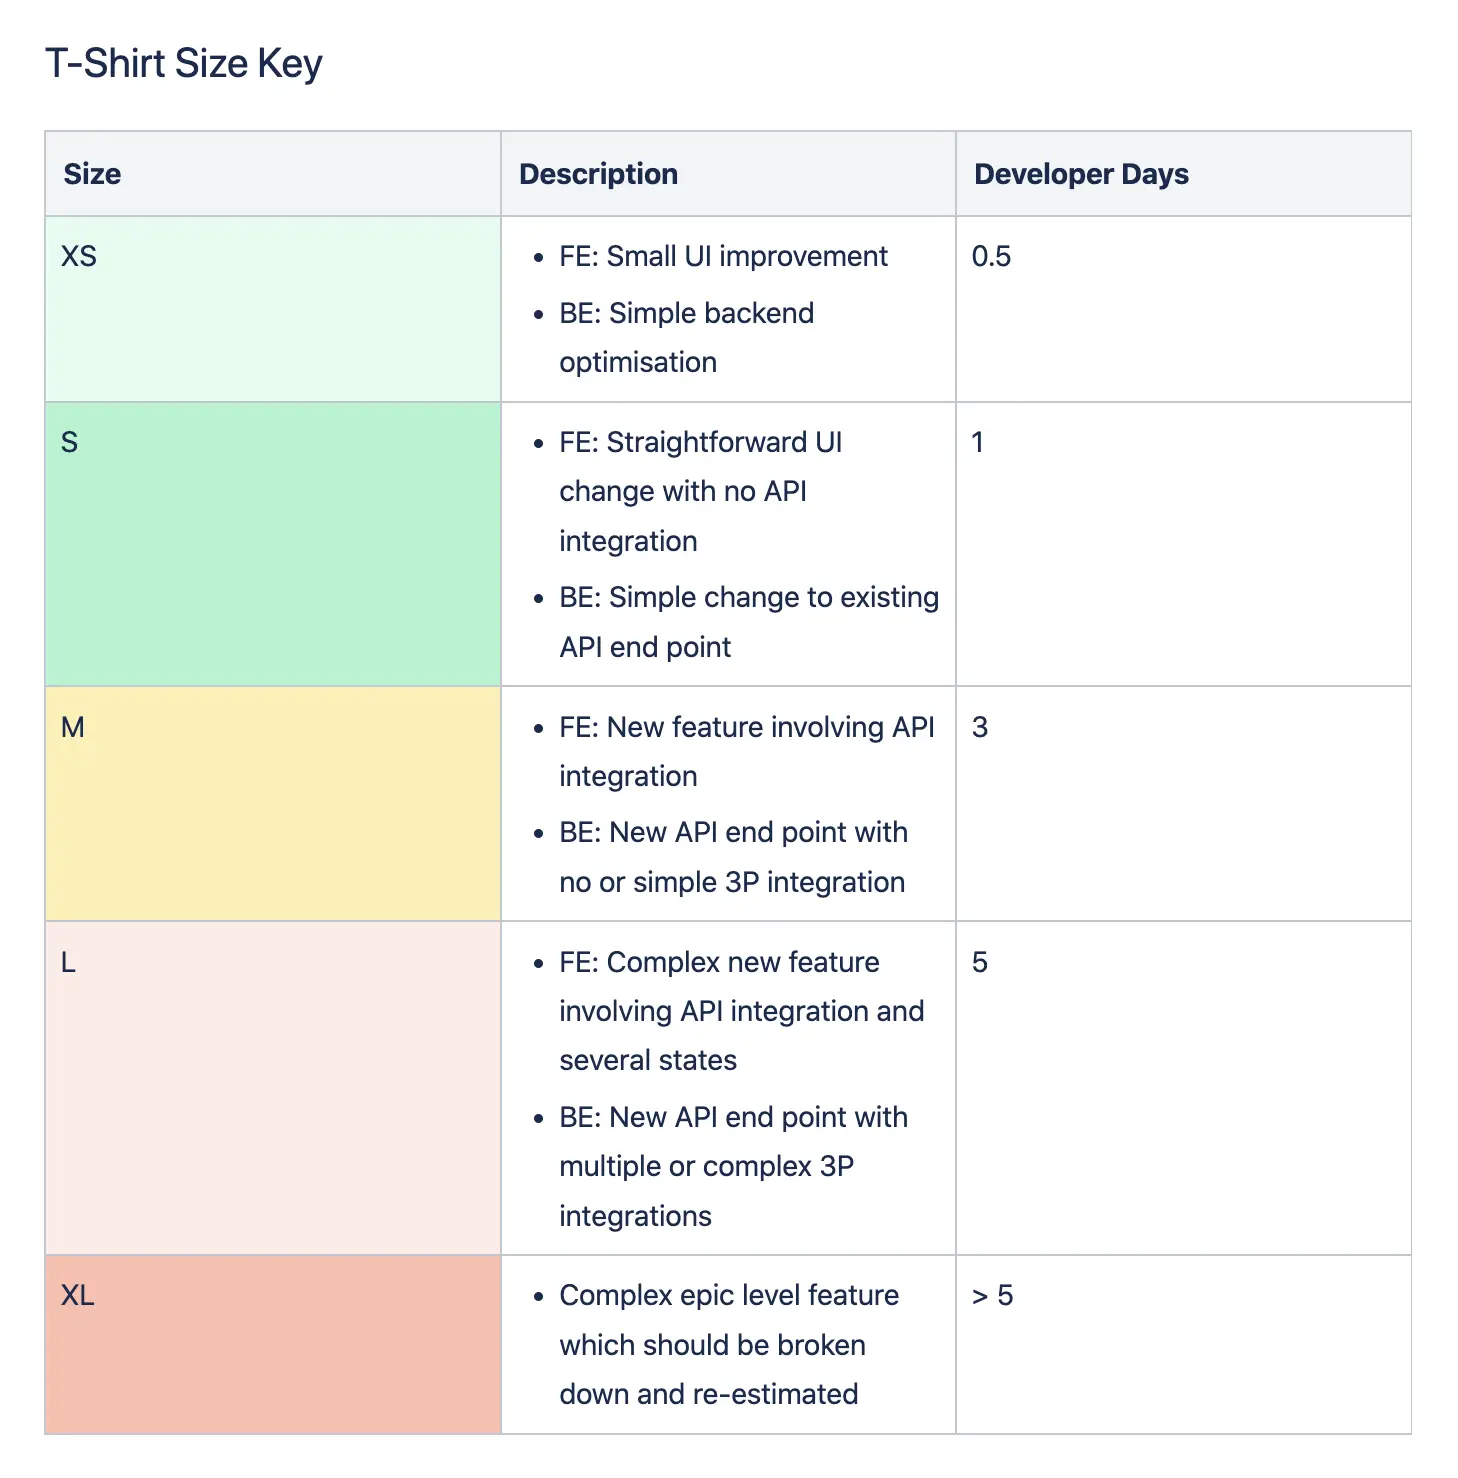 T-Shirt Size Key
Size Description Developer Days
XS
• FE: Small UI improvement
• BE: Simple backend
optimisation
0.5
S
• FE: Straightforward UI
change with no API
integration
• BE: Simple change to existing
API end point
1
M
• FE: New feature involving API
integration
• BE: New API end point with
no or simple 3P integration
3
L
• FE: Complex new feature
involving API integration and
several states
• BE: New API end point with
multiple or complex 3P
integrations
5
XL
• Complex epic level feature
which should be broken
down and re-estimated
> 5